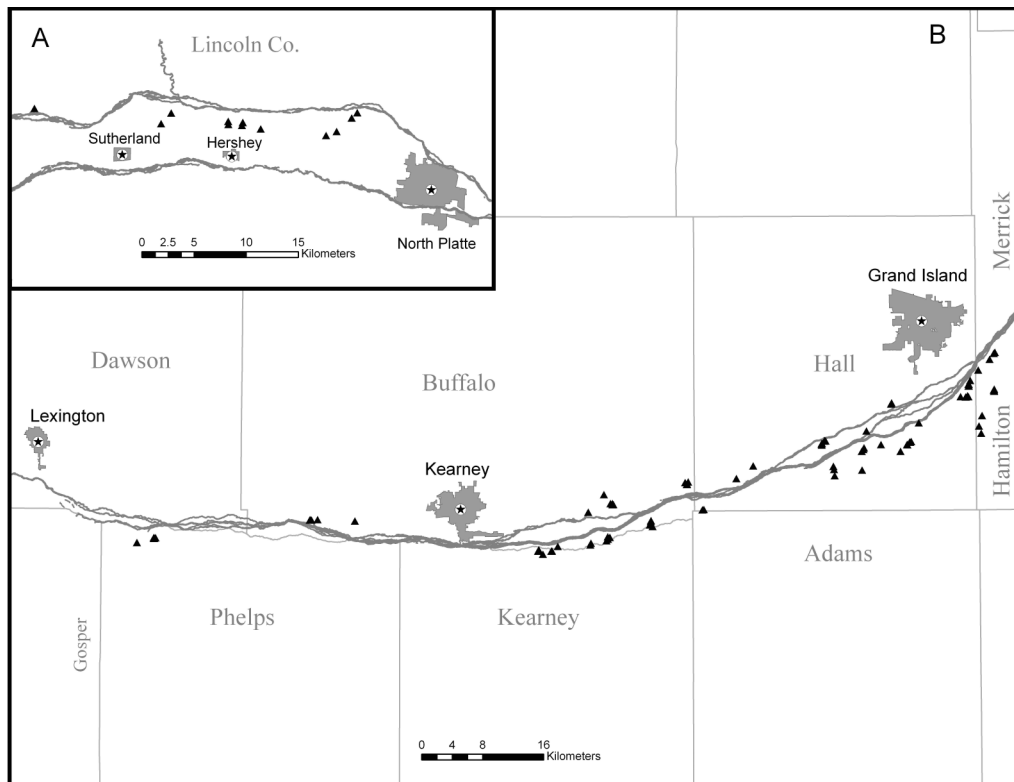 A
Lincoln Co.
Sutherland
Hershey
North Platte
0 2.5 5 10 15
Kilometers
B
Merrick
Grand Island
Dawson
Buffalo
Hall
Lexington
Kearney
Hamilton
Adams
Phelps
Kearney
Gosper
0 4 8 16
Kilometers